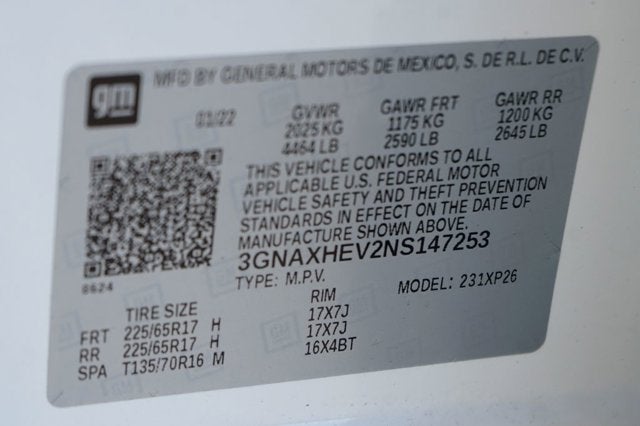 gm
MFD BY GENERAL MOTORS DE MEXICO, S. DE R.L. DE C.V.
01/22 GVWR GAWR FRT GAWR RR
2025 KG 1175 KG 1200 KG
4464 LB 2590 LB 2645 LB
THIS VEHICLE CONFORMS TO ALL
APPLICABLE U.S. FEDERAL MOTOR
VEHICLE SAFETY AND THEFT PREVENTION
STANDARDS IN EFFECT ON THE DATE OF
MANUFACTURE SHOWN ABOVE.
3GNAXHEV2NS147253
8624 TYPE: M.P.V. MODEL: 231XP26
TIRE SIZE RIM
FRT 225/65R17 H 17X7J
RR 225/65R17 H 17X7J
SPA T135/70R16 M 16X4BT